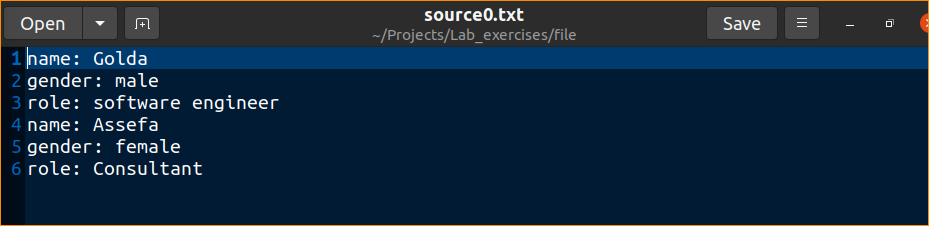 Open
source0.txt
~/Projects/Lab_exercises/file
Save
1 name: Golda
2 gender: male
3 role: software engineer
4 name: Assefa
5 gender: female
6 role: Consultant